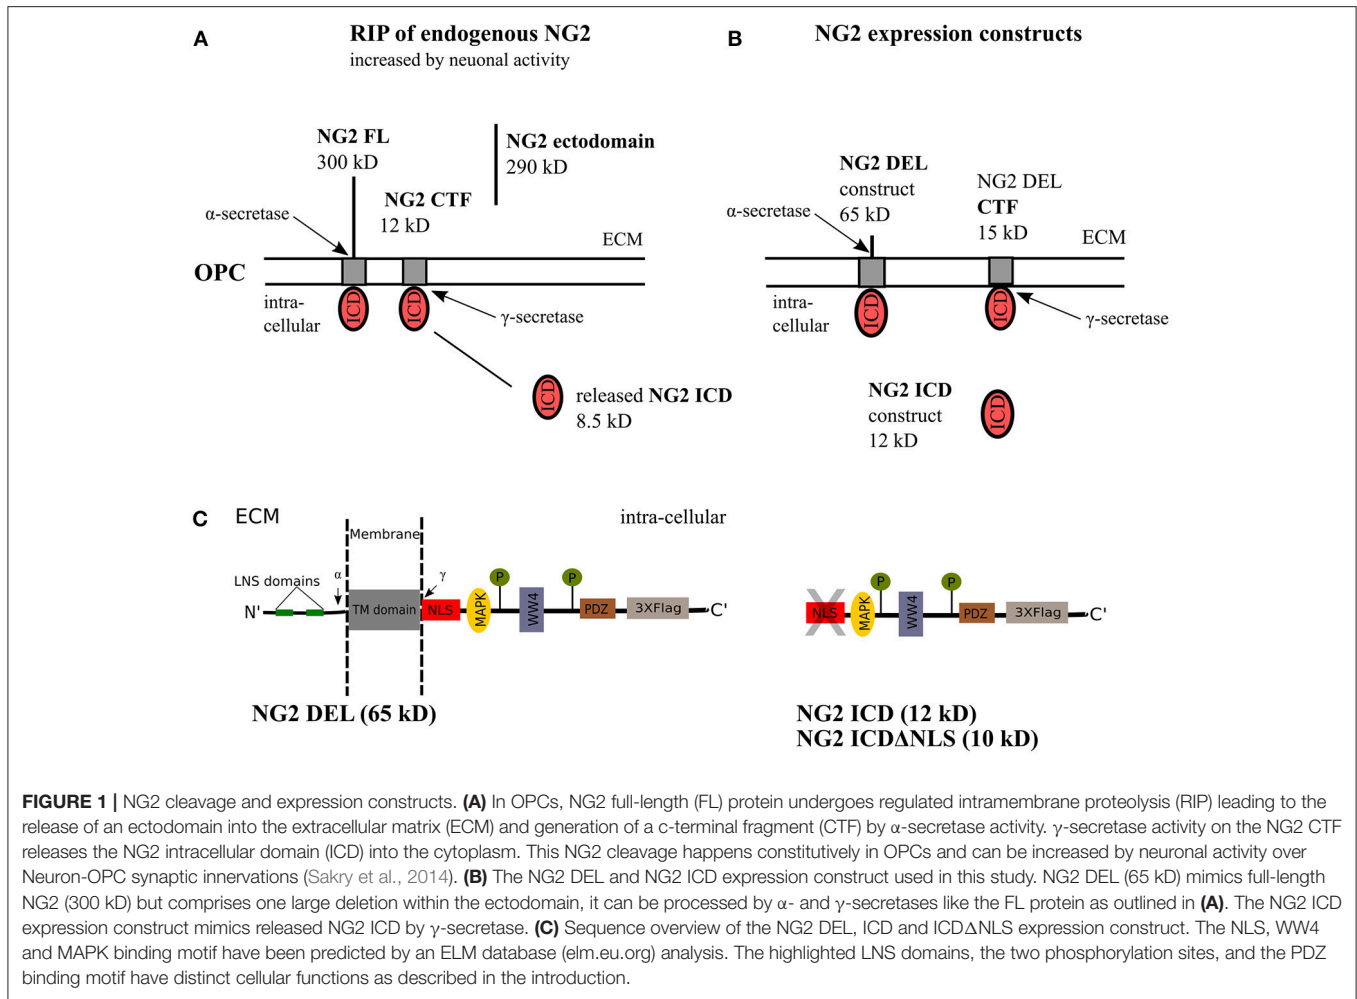 A
RIP of endogenous NG2
increased by neuonal activity
NG2 FL
300 kD
NG2 ectodomain
290 kD
NG2 CTF
12 kD
α-secretase
ECM
OPC
intra-
cellular
ICD
ICD
γ-secretase
ICD
released NG2 ICD
8.5 kD
B
NG2 expression constructs
NG2 DEL
construct
65 kD
NG2 DEL
CTF
15 kD
α-secretase
ECM
intra-
cellular
ICD
ICD
γ-secretase
NG2 ICD
construct
12 kD
ICD
C
ECM
Membrane
intra-cellular
LNS domains
α
γ
N'
TM domain
NLS
MAPK
P
WW4
P
PDZ
3XFlag
C'
NG2 DEL (65 kD)
NLS
MAPK
P
WW4
P
PDZ
3XFlag
C'
NG2 ICD (12 kD)
NG2 ICDΔNLS (10 kD)
FIGURE 1 | NG2 cleavage and expression constructs. (A) In OPCs, NG2 full-length (FL) protein undergoes regulated intramembrane proteolysis (RIP) leading to the
release of an ectodomain into the extracellular matrix (ECM) and generation of a c-terminal fragment (CTF) by α-secretase activity. γ-secretase activity on the NG2 CTF
releases the NG2 intracellular domain (ICD) into the cytoplasm. This NG2 cleavage happens constitutively in OPCs and can be increased by neuronal activity over
Neuron-OPC synaptic innervations (Sakry et al., 2014). (B) The NG2 DEL and NG2 ICD expression construct used in this study. NG2 DEL (65 kD) mimics full-length
NG2 (300 kD) but comprises one large deletion within the ectodomain, it can be processed by α- and γ-secretases like the FL protein as outlined in (A). The NG2 ICD
expression construct mimics released NG2 ICD by γ-secretase. (C) Sequence overview of the NG2 DEL, ICD and ICDΔNLS expression construct. The NLS, WW4
and MAPK binding motif have been predicted by an ELM database (elm.eu.org) analysis. The highlighted LNS domains, the two phosphorylation sites, and the PDZ
binding motif have distinct cellular functions as described in the introduction.